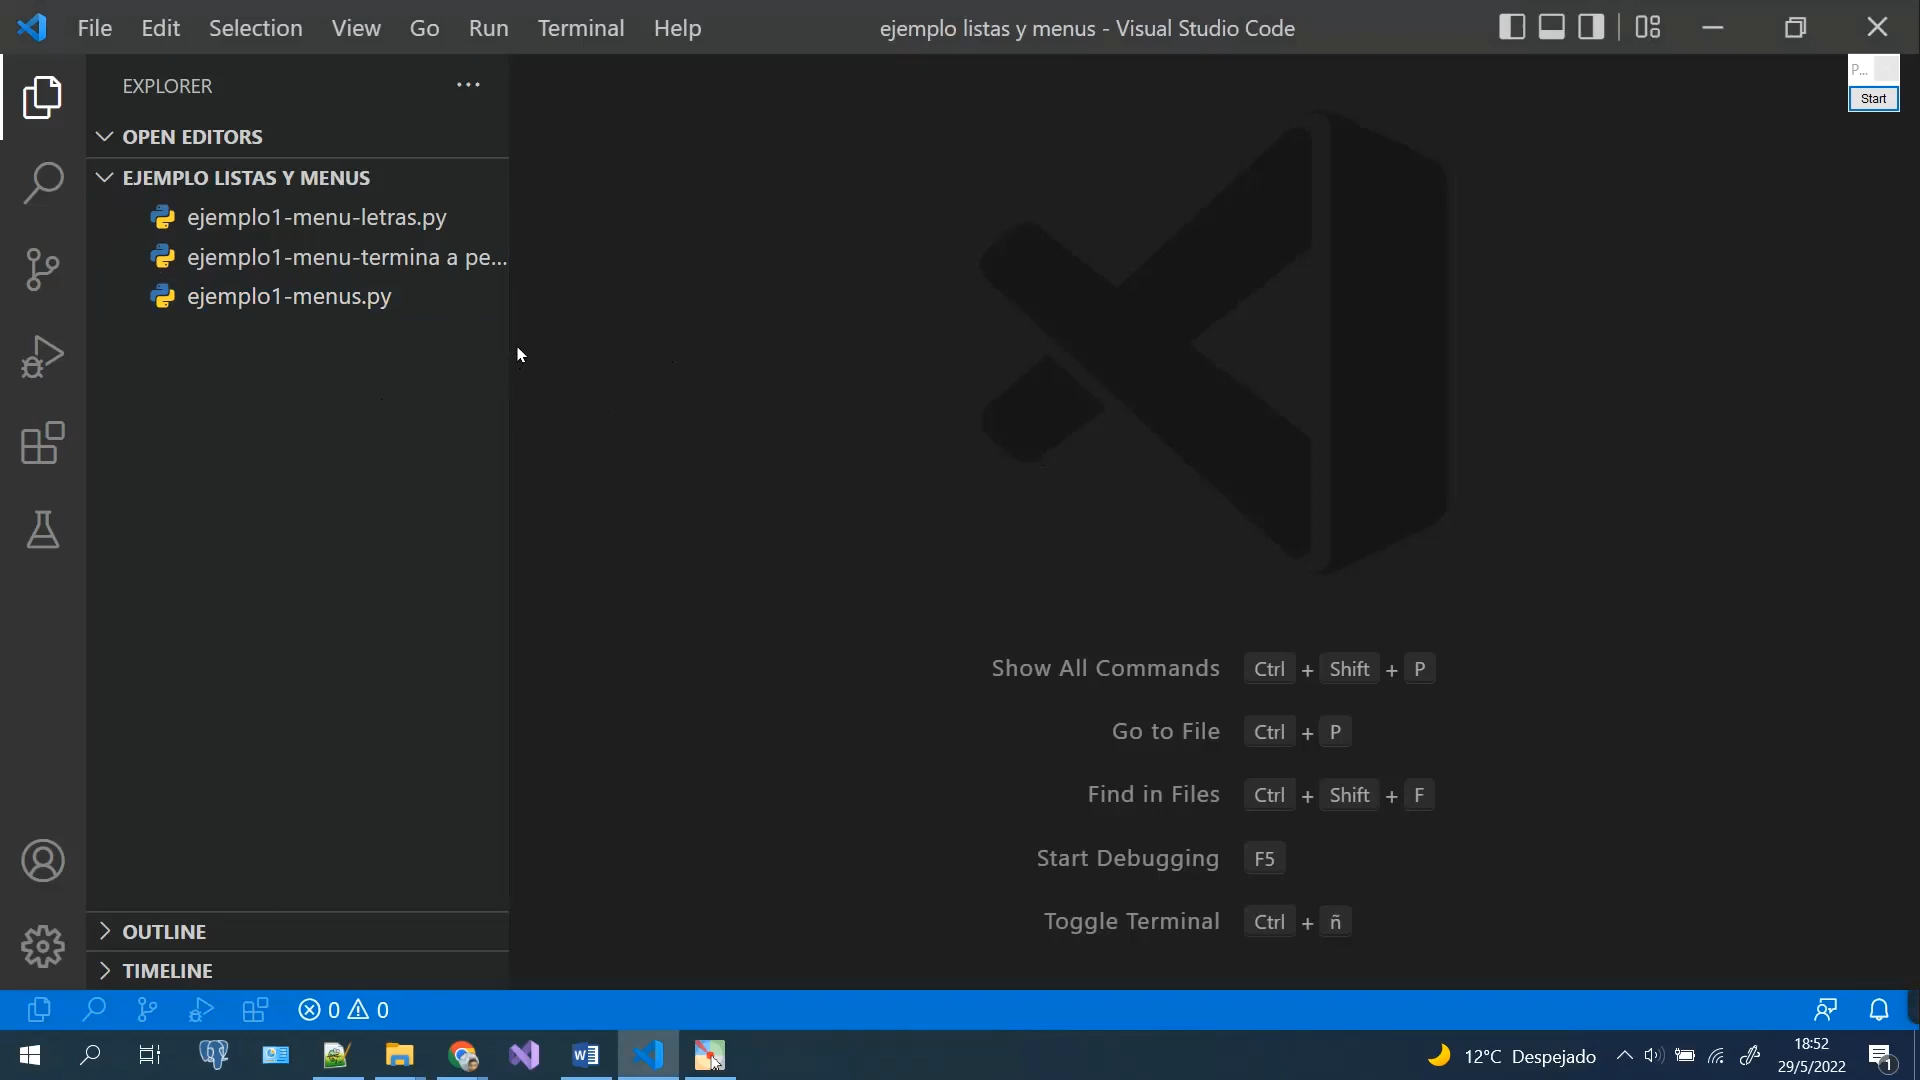 File Edit Selection View Go Run Terminal Help
ejemplo listas y menus - Visual Studio Code
P...
Start
EXPLORER
OPEN EDITORS
EJEMPLO LISTAS Y MENUS
ejemplo1-menu-letras.py
ejemplo1-menu-termina a pe...
ejemplo1-menus.py
Show All Commands Ctrl + Shift + P
Go to File Ctrl + P
Find in Files Ctrl + Shift + F
Start Debugging F5
Toggle Terminal Ctrl + ñ
OUTLINE
TIMELINE
0 0
12°C Despejado
18:52
29/5/2022
1